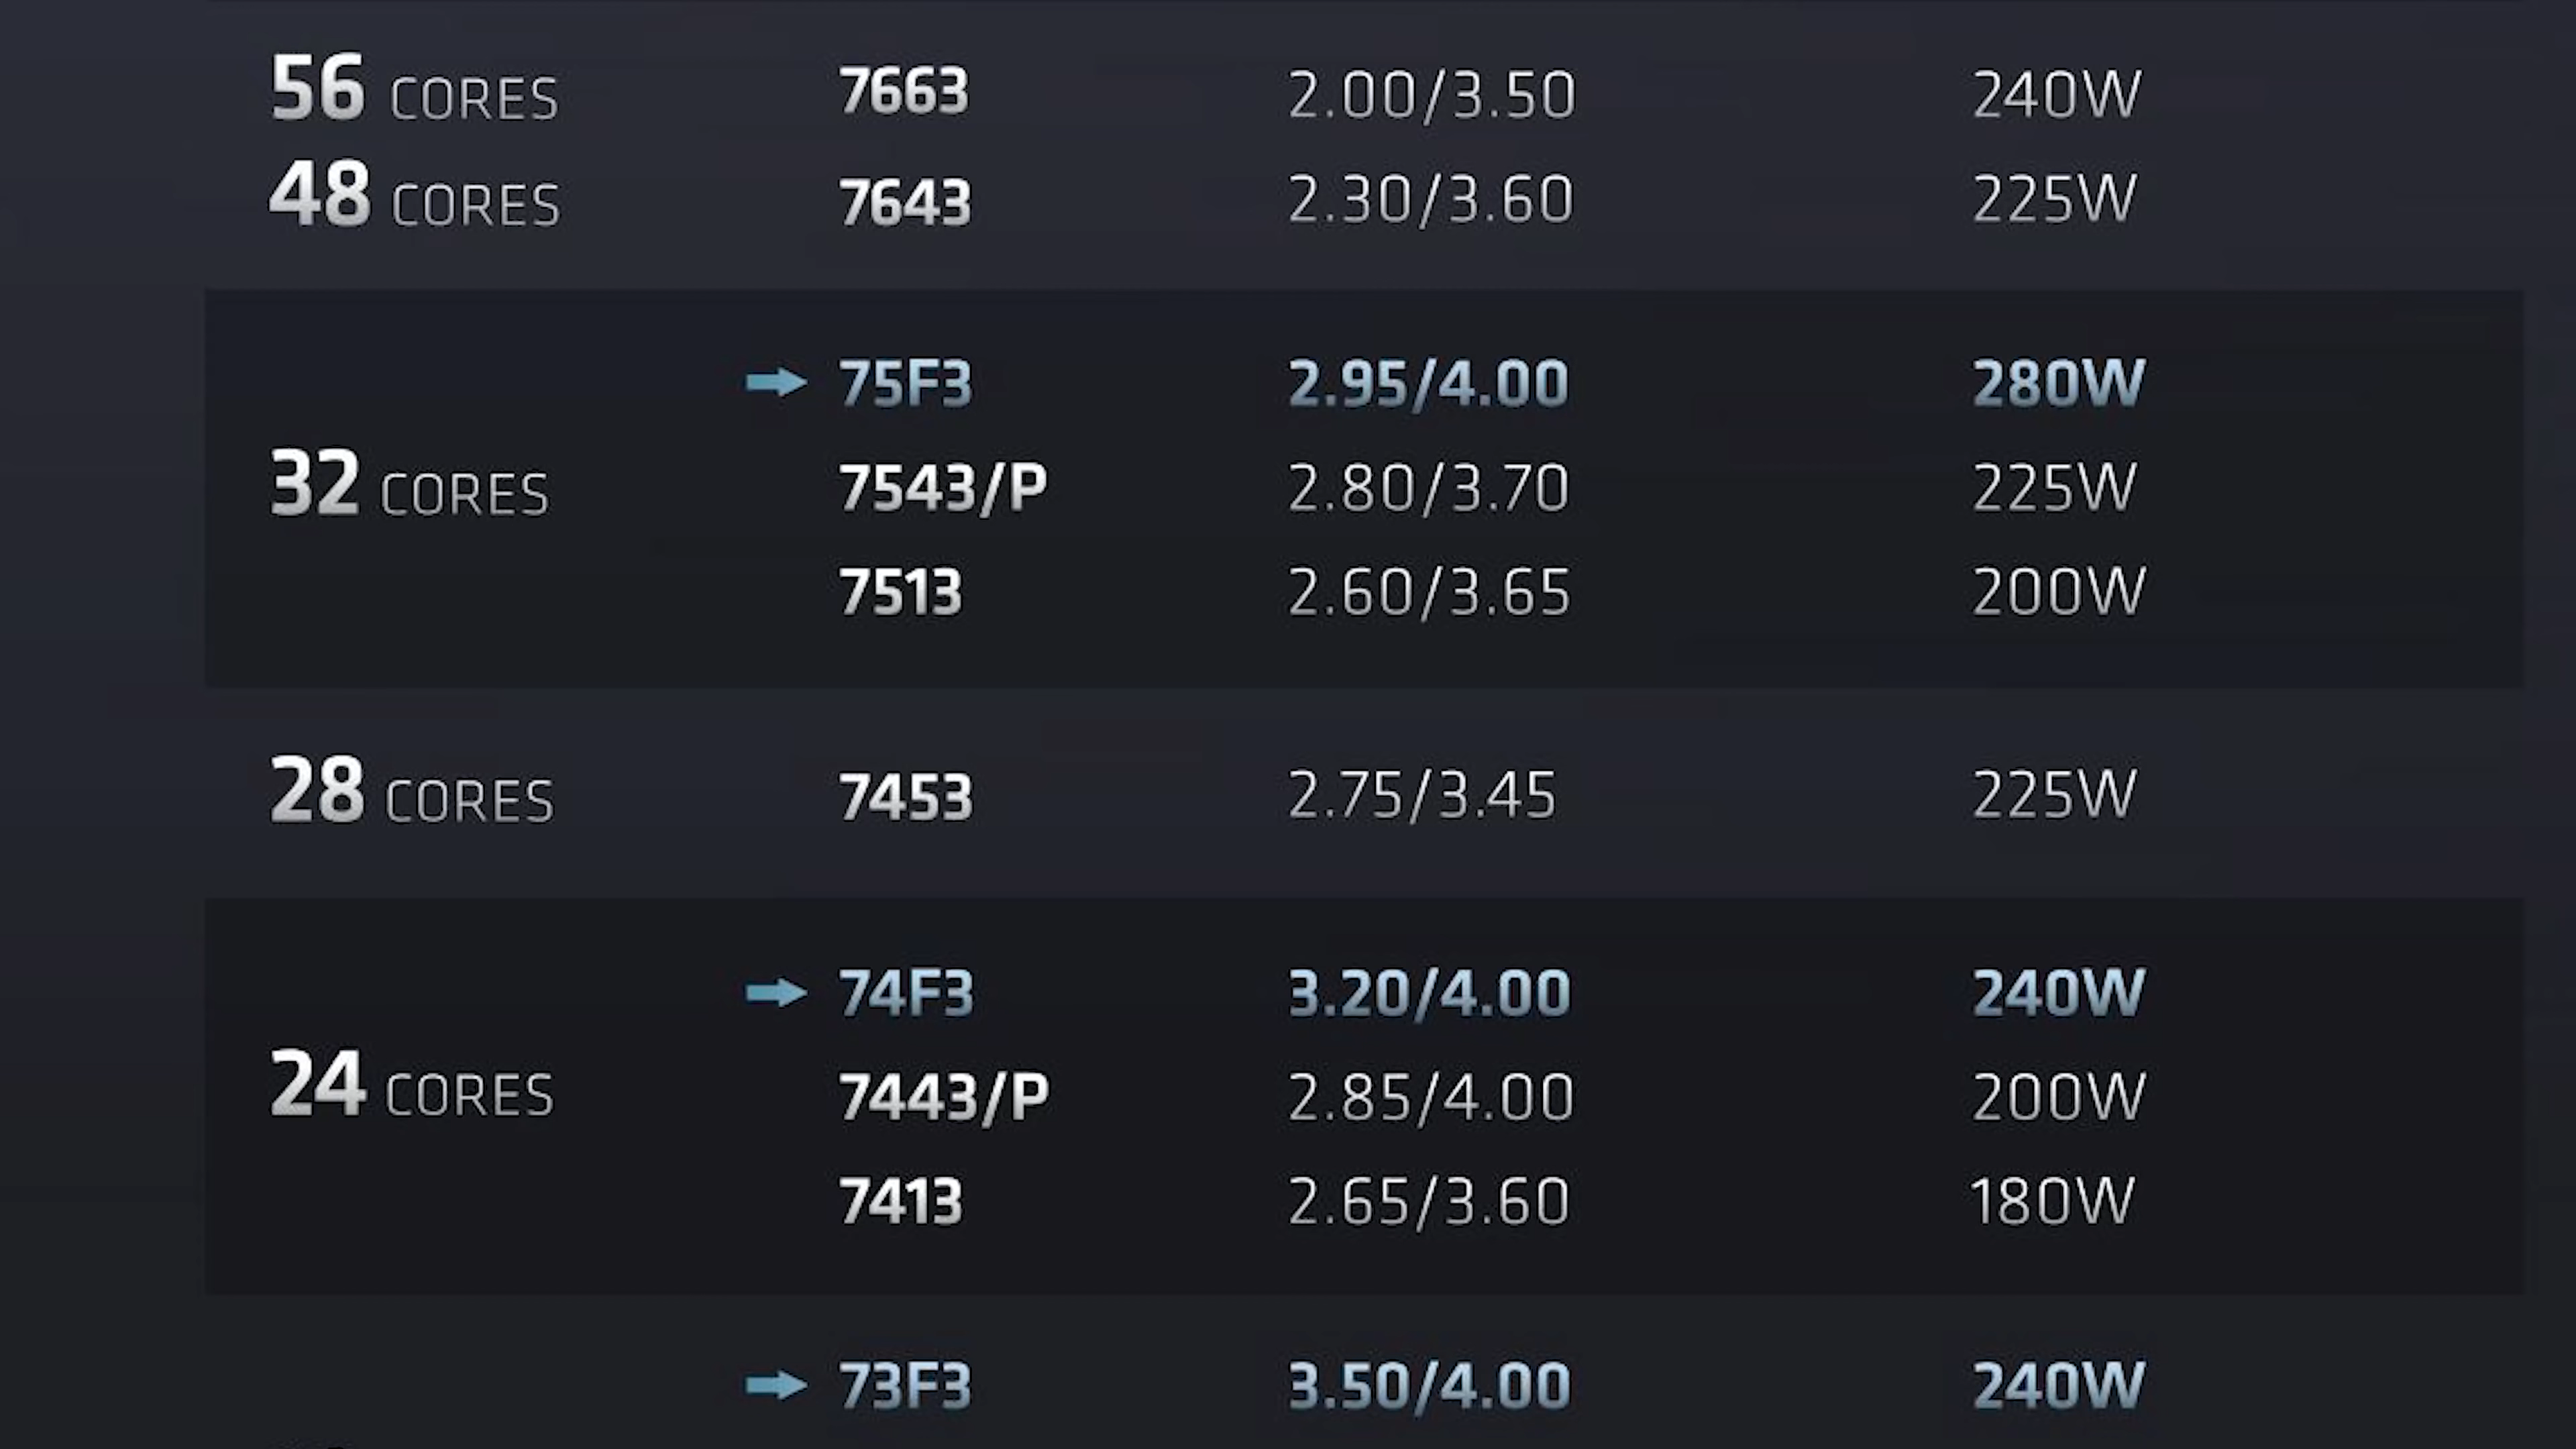 56 CORES 7663 2.00/3.50 240W
48 CORES 7643 2.30/3.60 225W
75F3 2.95/4.00 280W
32 CORES 7543/P 2.80/3.70 225W
7513 2.60/3.65 200W
28 CORES 7453 2.75/3.45 225W
74F3 3.20/4.00 240W
24 CORES 7443/P 2.85/4.00 200W
7413 2.65/3.60 180W
73F3 3.50/4.00 240W